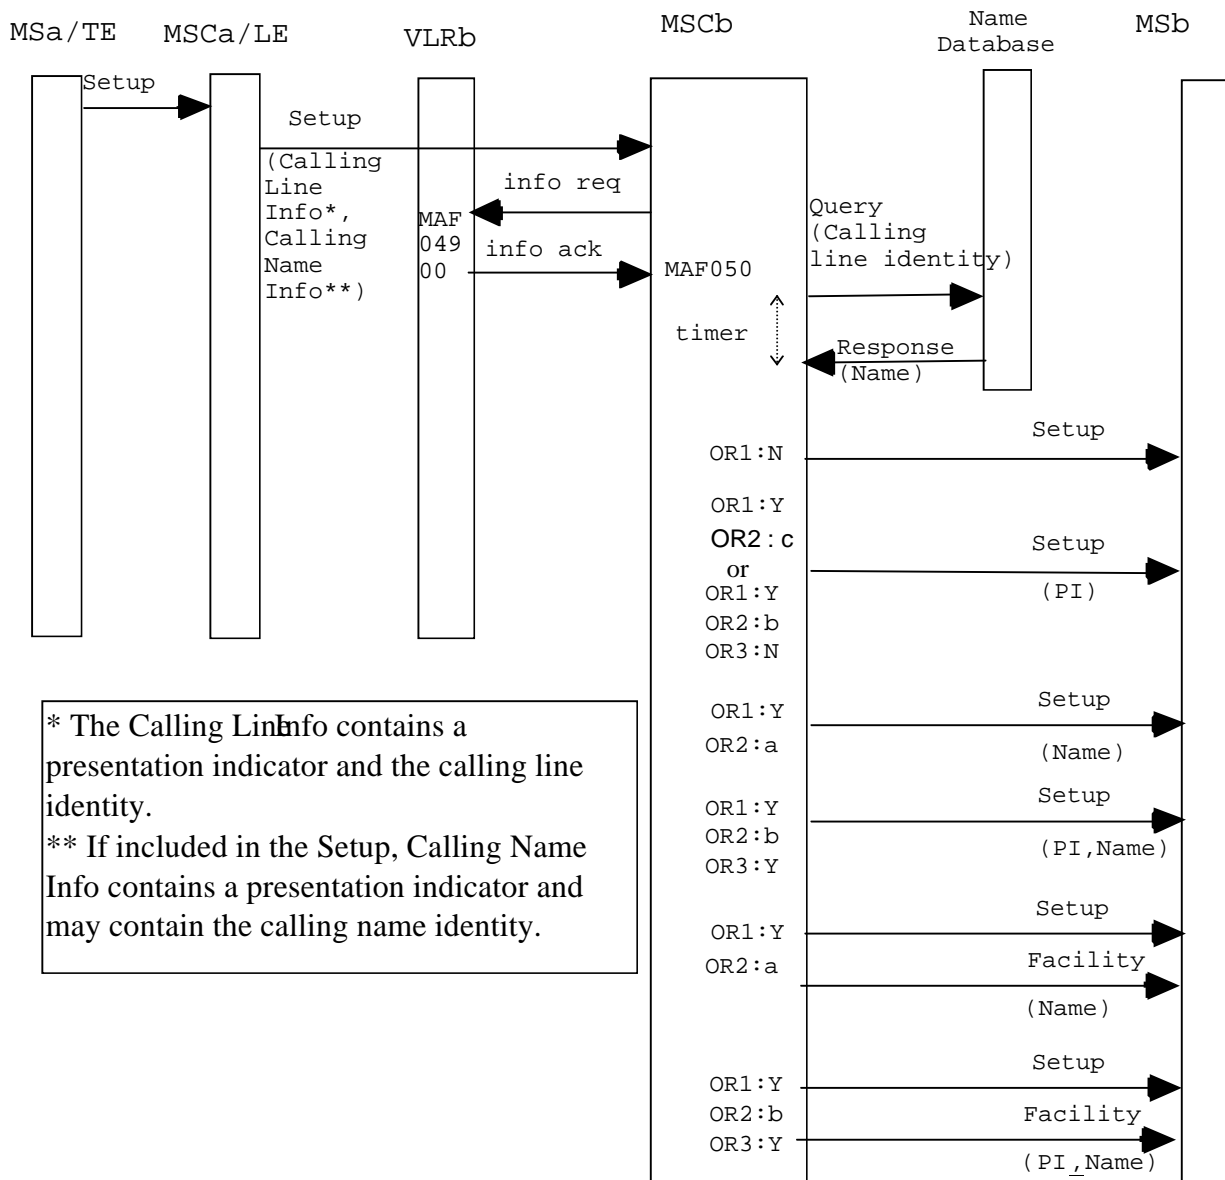 MSa/TE
MSCa/LE
VLRb
MSCb
Name
Database
MSb
Setup
Setup
(Calling
Line
Info*,
Calling
Name
Info**)
info req
MAF
049
00
info ack
MAF050
Query
(Calling
line identity)
timer
Response
(Name)
OR1:N
Setup
OR1:Y
OR2 : c
or
OR1:Y
OR2:b
OR3:N
Setup
(PI)
OR1:Y
OR2:a
Setup
(Name)
OR1:Y
OR2:b
OR3:Y
Setup
(PI,Name)
OR1:Y
OR2:a
Setup
Facility
(Name)
OR1:Y
OR2:b
OR3:Y
Setup
Facility
(PI,Name)
* The Calling Line Info contains a
presentation indicator and the calling line
identity.
** If included in the Setup, Calling Name
Info contains a presentation indicator and
may contain the calling name identity.